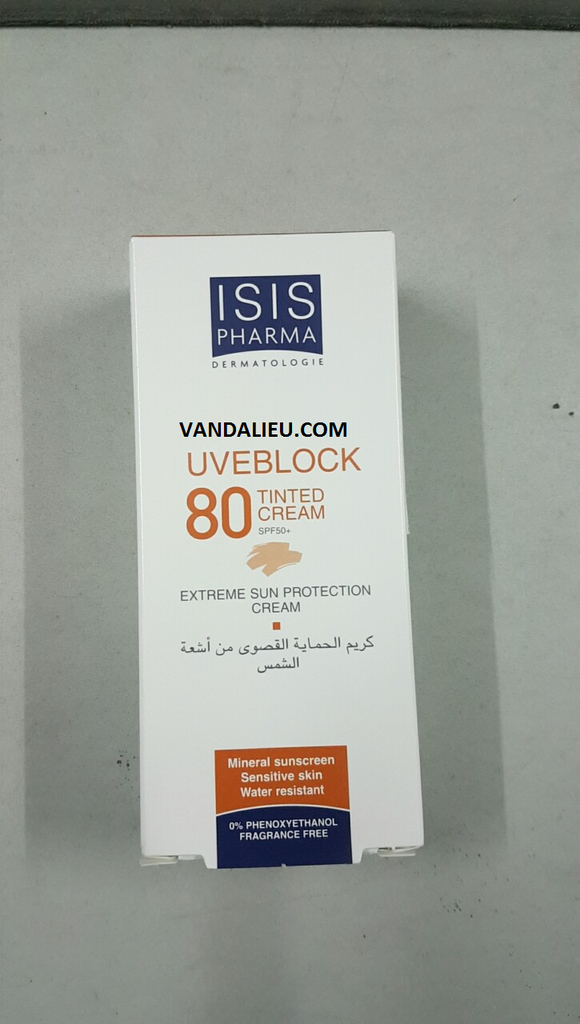 ISIS
PHARMA
DERMATOLOGIE
VANDALIEU.COM
UVEBLOCK
80 TINTED
CREAM
SPF50+
EXTREME SUN PROTECTION
CREAM
كريم الحماية القصوى من أشعة
الشمس
Mineral sunscreen
Sensitive skin
Water resistant
0% PHENOXYETHANOL
FRAGRANCE FREE